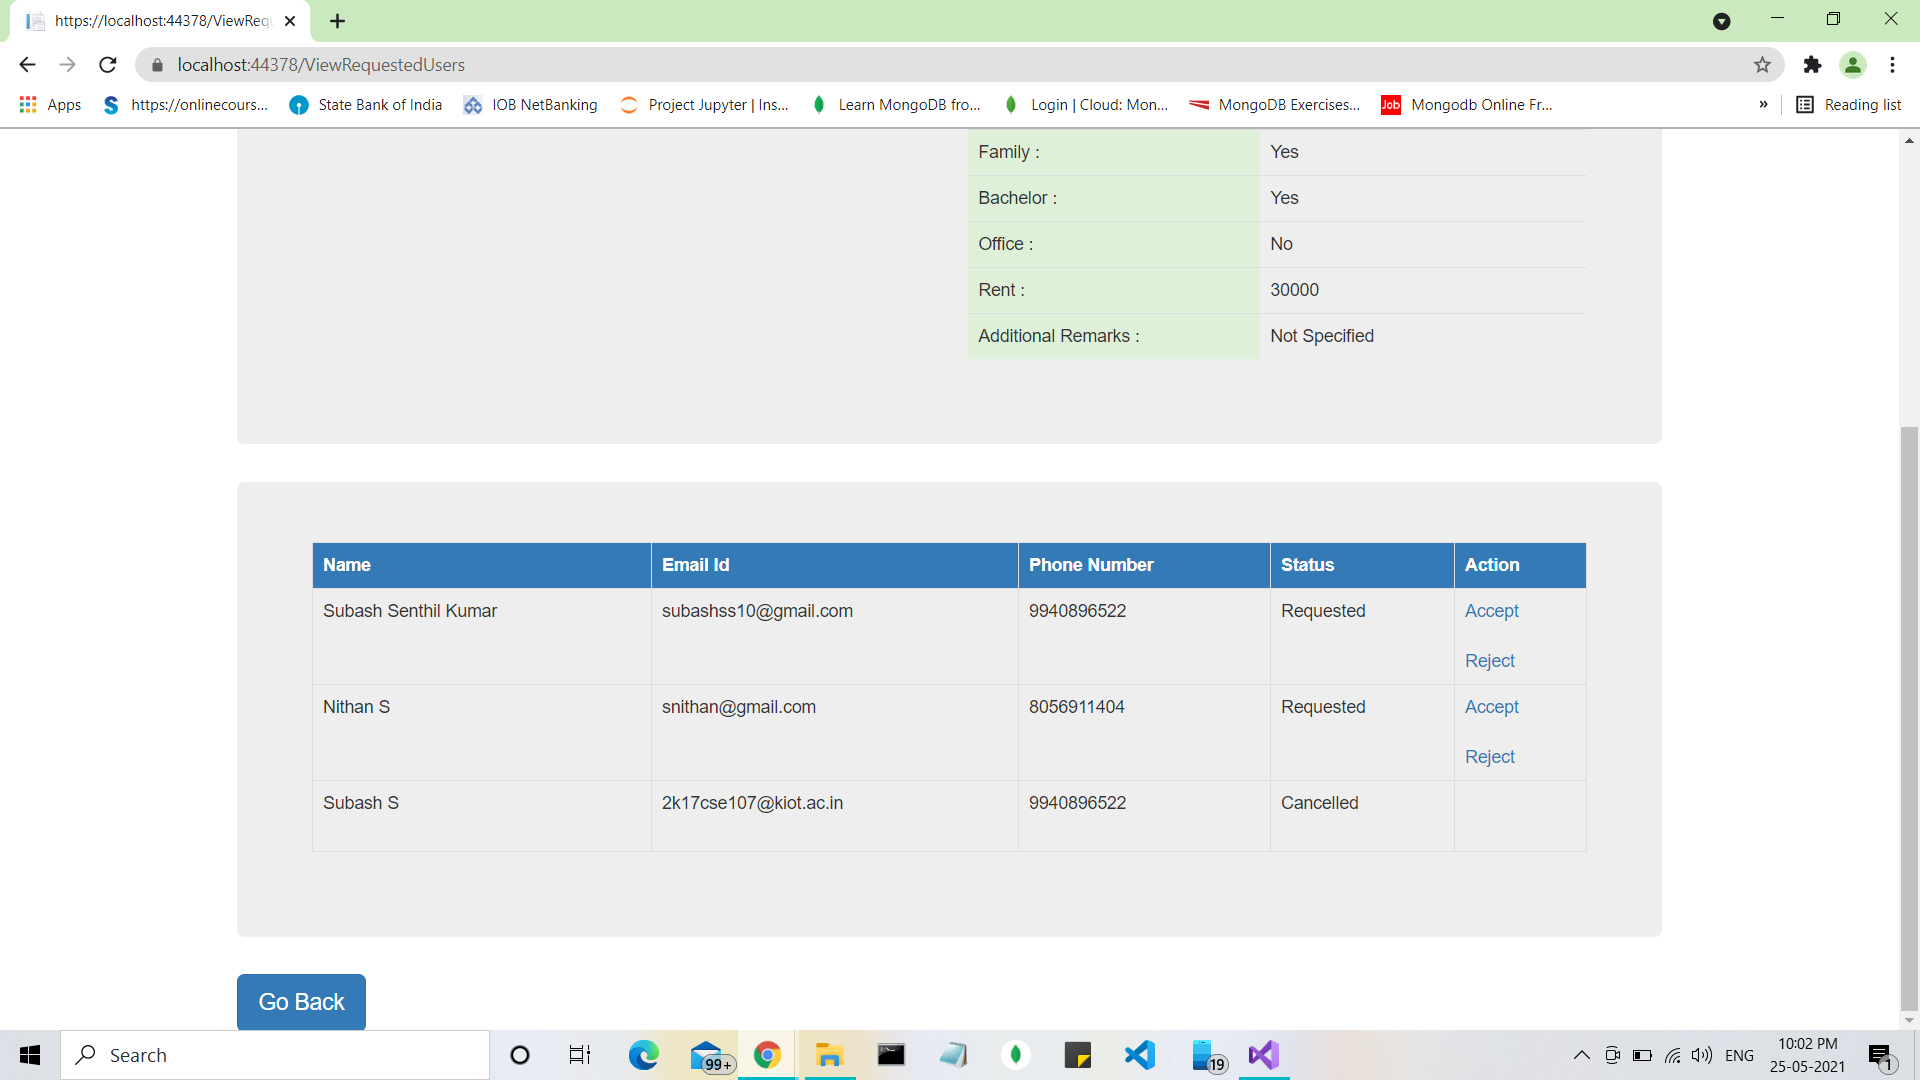 https://localhost:44378/ViewReq
localhost:44378/ViewRequestedUsers
Apps https://onlinecours... State Bank of India IOB NetBanking Project Jupyter | Ins... Learn MongoDB fro... Login | Cloud: Mon... MongoDB Exercises... Job Mongodb Online Fr... » Reading list
Family : Yes
Bachelor : Yes
Office : No
Rent : 30000
Additional Remarks : Not Specified
Name Email Id Phone Number Status Action
Subash Senthil Kumar subashss10@gmail.com 9940896522 Requested Accept
Reject
Nithan S snithan@gmail.com 8056911404 Requested Accept
Reject
Subash S 2k17cse107@kiot.ac.in 9940896522 Cancelled
Go Back
Search 99+ 19 ENG 10:02 PM
25-05-2021 1